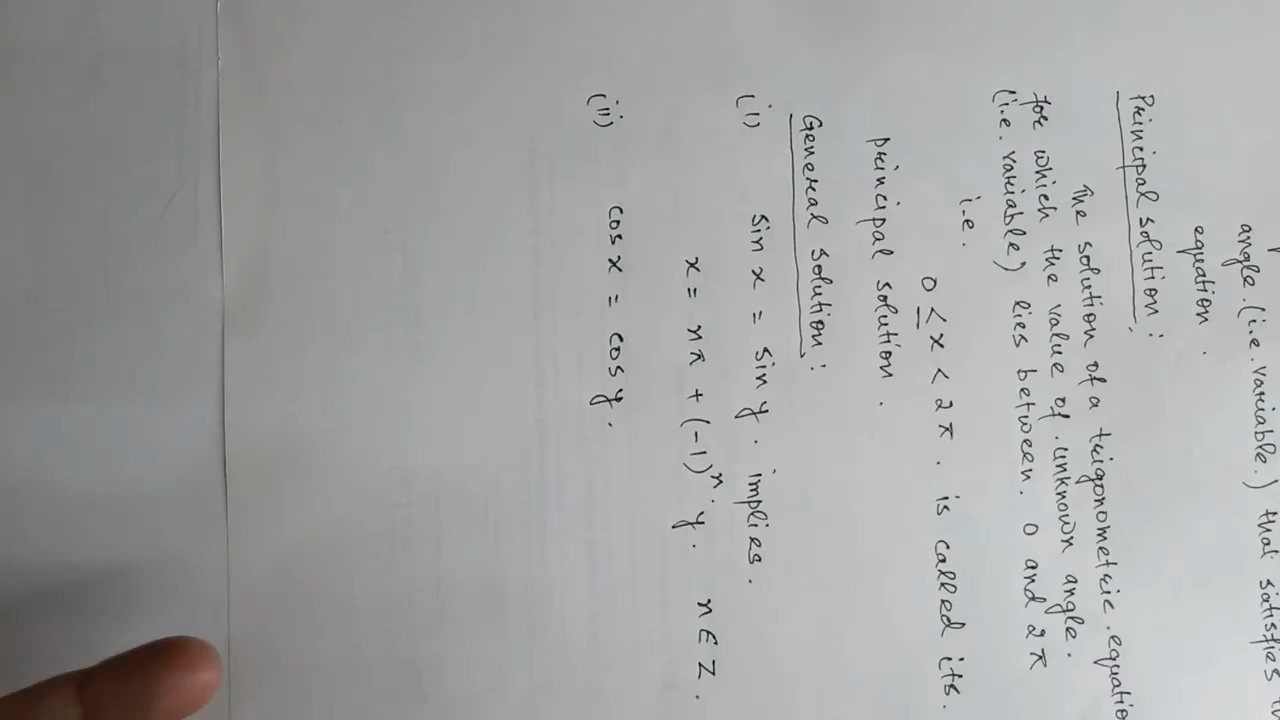 angle. (i.e. variable.) that satisfies
equation.
Principal solution :
The solution of a trigonometric. equatio
for which the value of. unknown angle.
(i.e. variable) lies between. 0 and 2π
i.e.
0 ≤ x < 2π. is called its.
principal solution.
General solution :
(i) sin x = sin y. implies.
x = nπ + (-1)ⁿ. y. n ∈ Z.
(ii) cos x = cos y.